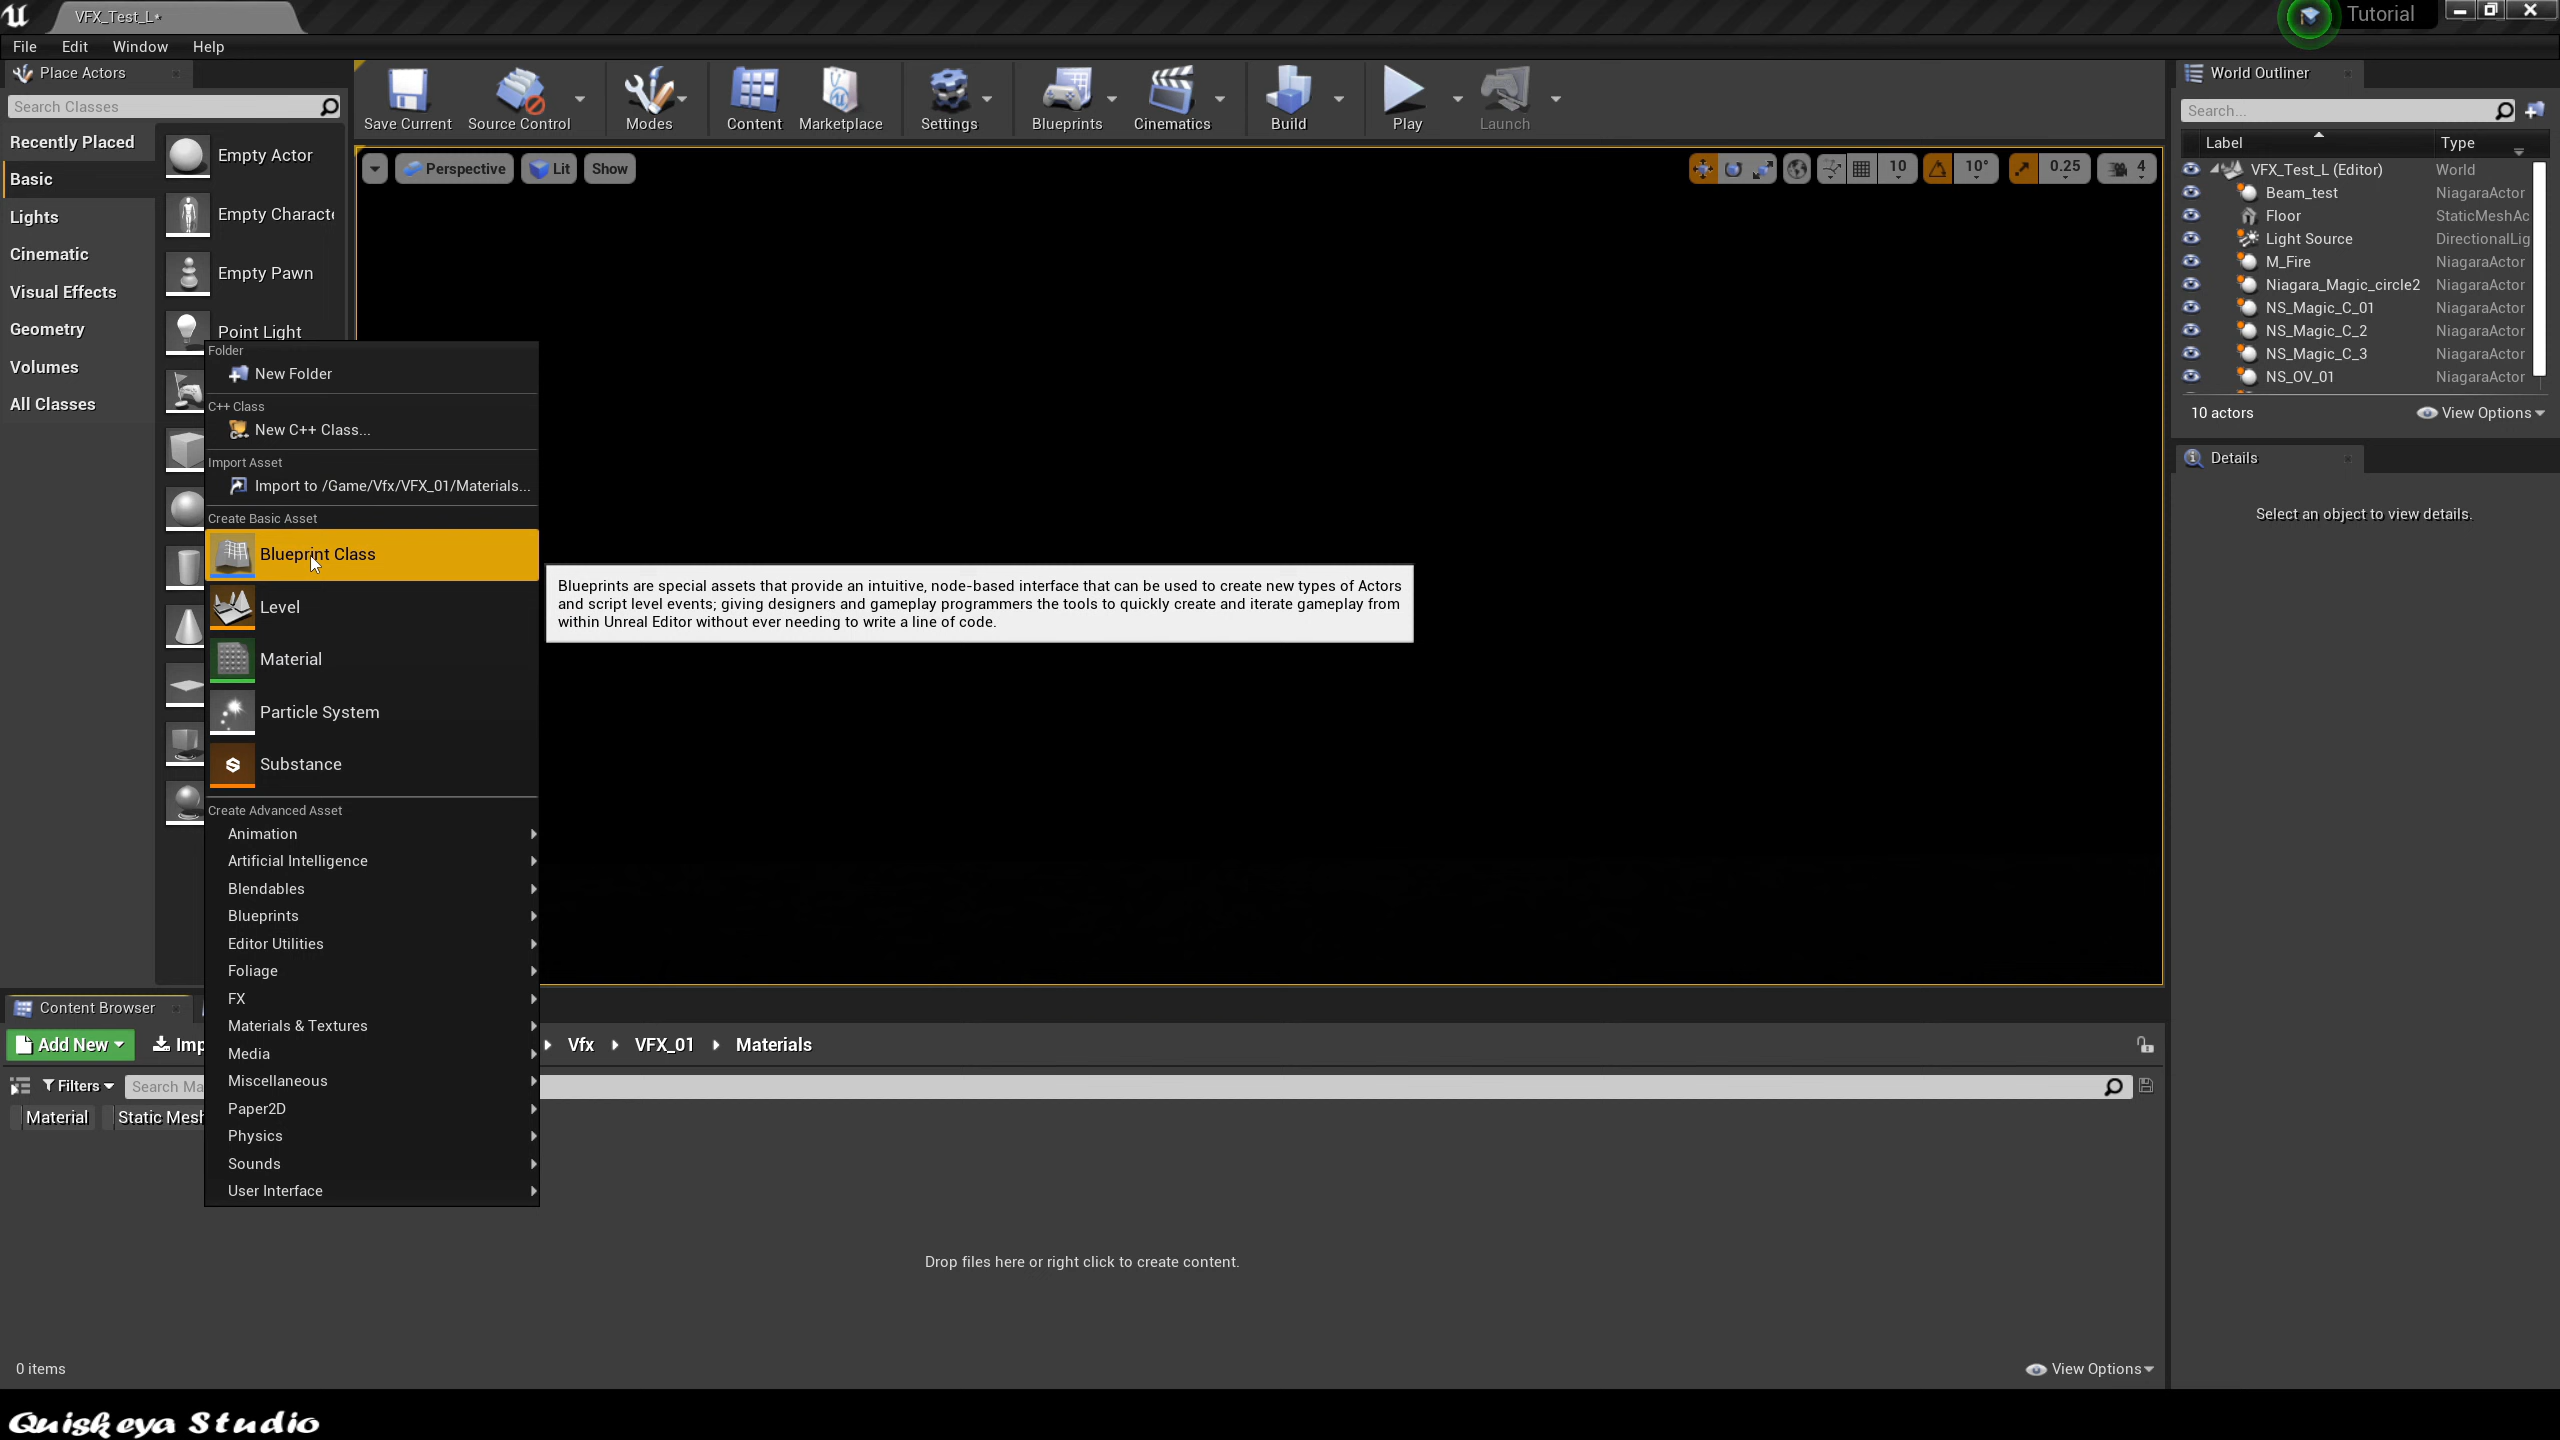 VFX_Test_L*
Tutorial
File Edit Window Help
Place Actors
Search Classes
Recently Placed
Basic
Lights
Cinematic
Visual Effects
Geometry
Volumes
All Classes
Empty Actor
Empty Characte
Empty Pawn
Point Light
Save Current
Source Control
Modes
Content
Marketplace
Settings
Blueprints
Cinematics
Build
Play
Launch
Perspective
Lit
Show
10
10°
0.25
4
World Outliner
Search...
Label Type
VFX_Test_L (Editor) World
Beam_test NiagaraActor
Floor StaticMeshAc
Light Source DirectionalLig
M_Fire NiagaraActor
Niagara_Magic_circle2 NiagaraActor
NS_Magic_C_01 NiagaraActor
NS_Magic_C_2 NiagaraActor
NS_Magic_C_3 NiagaraActor
NS_OV_01 NiagaraActor
10 actors
View Options
Details
Select an object to view details.
Folder
New Folder
C++ Class
New C++ Class...
Import Asset
Import to /Game/Vfx/VFX_01/Materials...
Create Basic Asset
Blueprint Class
Level
Material
Particle System
Substance
Create Advanced Asset
Animation
Artificial Intelligence
Blendables
Blueprints
Editor Utilities
Foliage
FX
Materials & Textures
Media
Miscellaneous
Paper2D
Physics
Sounds
User Interface
Blueprints are special assets that provide an intuitive, node-based interface that can be used to create new types of Actors
and script level events; giving designers and gameplay programmers the tools to quickly create and iterate gameplay from
within Unreal Editor without ever needing to write a line of code.
Content Browser
Add New
Imp
Vfx
VFX_01
Materials
Filters
Search Ma
Material
Static Mesh
Drop files here or right click to create content.
0 items
View Options
Quiskeya Studio